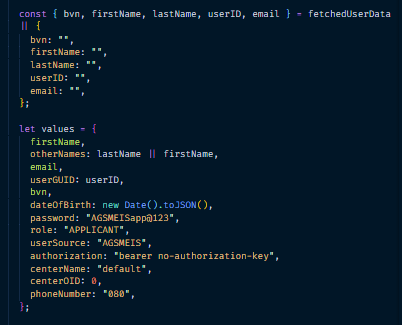 const { bvn, firstName, lastName, userID, email } = fetchedUserData
|| {
bvn: "",
firstName: "",
lastName: "",
userID: "",
email: "",
};
let values = {
firstName,
otherNames: lastName || firstName,
email,
userGUID: userID,
bvn,
dateOfBirth: new Date().toJSON(),
password: "AGSMEISapp@123",
role: "APPLICANT",
userSource: "AGSMEIS",
authorization: "bearer no-authorization-key",
centerName: "default",
centerOID: 0,
phoneNumber: "080",
};